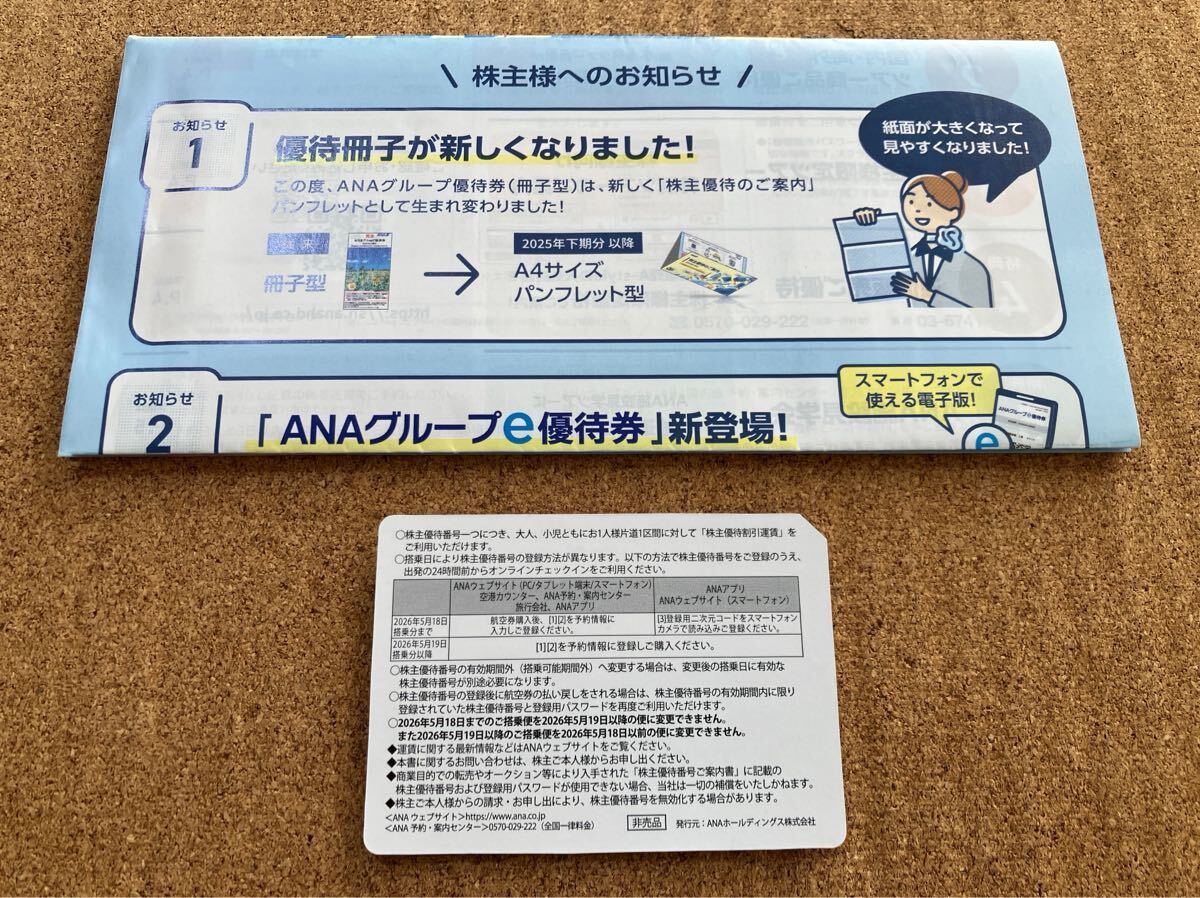 株主様へのお知らせ
お知らせ
1
優待冊子が新しくなりました!
この度、ANAグループ優待券(冊子型)は、新しく「株主優待のご案内」
パンフレットとして生まれ変わりました!
紙面が大きくなって
見やすくなりました!
従来
冊子型
2025年下期分 以降
A4サイズ
パンフレット型
0570-029-222
お知らせ
2
「ANAグループe優待券」新登場!
スマートフォンで
使える電子版!
ANAグループe優待券
e
○株主優待番号一つにつき、大人、小児ともにお1人様片道1区間に対して「株主優待割引運賃」を
ご利用いただけます。
○搭乗日により株主優待番号の登録方法が異なります。以下の方法で株主優待番号をご登録のうえ、
出発の24時間前からオンラインチェックインをご利用ください。
ANAウェブサイト(PC/タブレット端末/スマートフォン)
空港カウンター、ANA予約・案内センター
旅行会社、ANAアプリ
ANAアプリ
ANAウェブサイト(スマートフォン)
2026年5月18日
搭乗分まで
航空券購入後、[1][2]を予約情報に
入力しご登録ください。
[3]登録用二次元コードをスマートフォン
カメラで読み込みご登録ください。
2026年5月19日
搭乗分以降
[1][2]を予約情報に登録しご購入ください。
○株主優待番号の有効期間外(搭乗可能期間外)へ変更する場合は、変更後の搭乗日に有効な
株主優待番号が別途必要になります。
○株主優待番号の登録後に航空券の払い戻しをされる場合は、株主優待番号の有効期間内に限り
登録されていた株主優待番号と登録用パスワードを再度ご利用いただけます。
○2026年5月18日までのご搭乗便を2026年5月19日以降の便に変更できません。
また2026年5月19日以降のご搭乗便を2026年5月18日以前の便に変更できません。
◆運賃に関する最新情報などはANAウェブサイトをご覧ください。
◆本書に関するお問い合わせは、株主ご本人様からお申し出ください。
◆商業目的での転売やオークション等により入手された「株主優待番号ご案内書」に記載の
株主優待番号および登録用パスワードが使用できない場合、当社は一切の補償をいたしかねます。
◆株主ご本人様からの請求・お申し出により、株主優待番号を無効化する場合があります。
<ANA ウェブサイト>https://www.ana.co.jp
<ANA 予約・案内センター>0570-029-222(全国一律料金)
非売品
発行元:ANAホールディングス株式会社